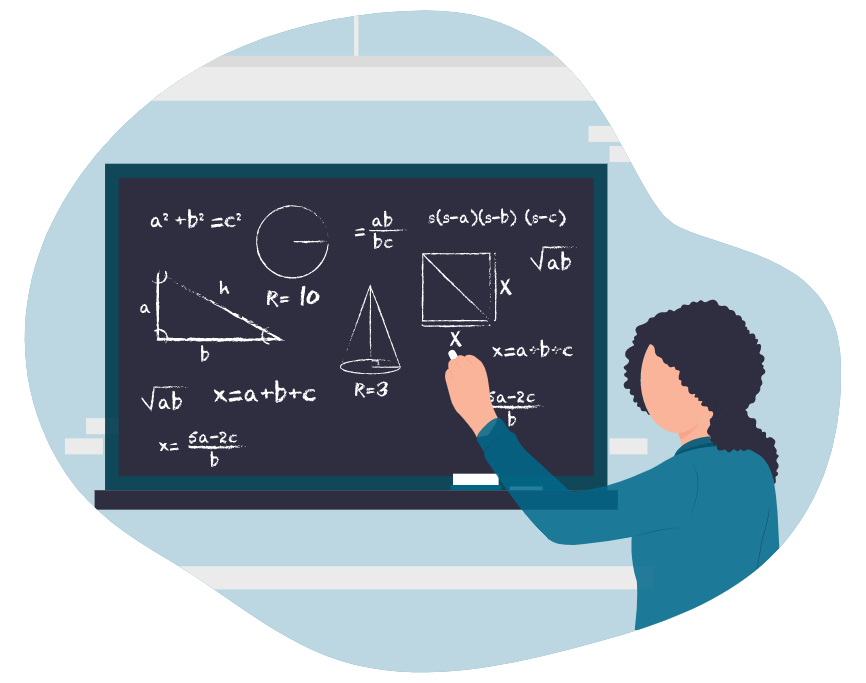 a² +b² =c²
= ab/bc
s(s-a)(s-b) (s-c)
√ab
h
a
b
R= 10
X
X
R=3
x=a÷b÷c
√ab
x=a+b+c
5a-2c
b
x= 5a-2c/b